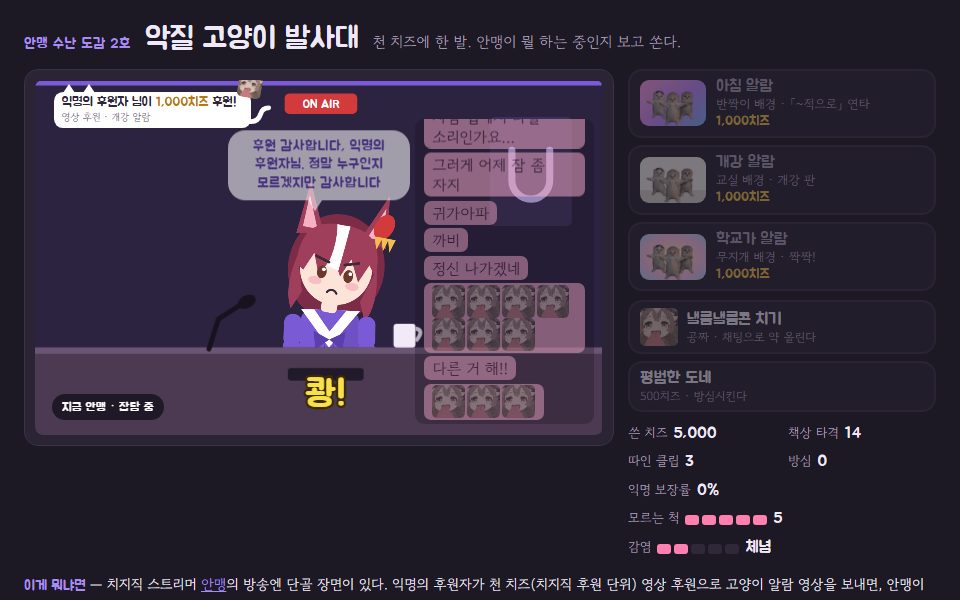 안맹 수난 도감 2호 악질 고양이 발사대 천 치즈에 한 발. 안맹이 뭘 하는 중인지 보고 쏜다.
익명의 후원자 님이 1,000치즈 후원!
영상 후원 · 개강 알람
ON AIR
후원 감사합니다, 익명의
후원자님. 정말 누구인지
모르겠지만 감사합니다
소리인가요...
그러게 어제 잠 좀
자지
귀가아파
까비
정신 나가겠네
다른 거 해!!
쾅!
지금 안맹 · 잡담 중
아침 알람
반짝이 배경 · 「~적으로」 연타
1,000치즈
개강 알람
교실 배경 · 개강 판
1,000치즈
학교가 알람
무지개 배경 · 짝짝!
1,000치즈
냠름냠름콘 치기
공짜 · 채팅으로 약 올린다
평범한 도네
500치즈 · 방심시킨다
쓴 치즈 5,000 책상 타격 14
따인 클립 3 방심 0
익명 보장률 0%
모르는 척 5
감염 체념
이게 뭐냐면 — 치지직 스트리머 안맹의 방송엔 단골 장면이 있다. 익명의 후원자가 천 치즈(치지직 후원 단위) 영상 후원으로 고양이 알람 영상을 보내면, 안맹이